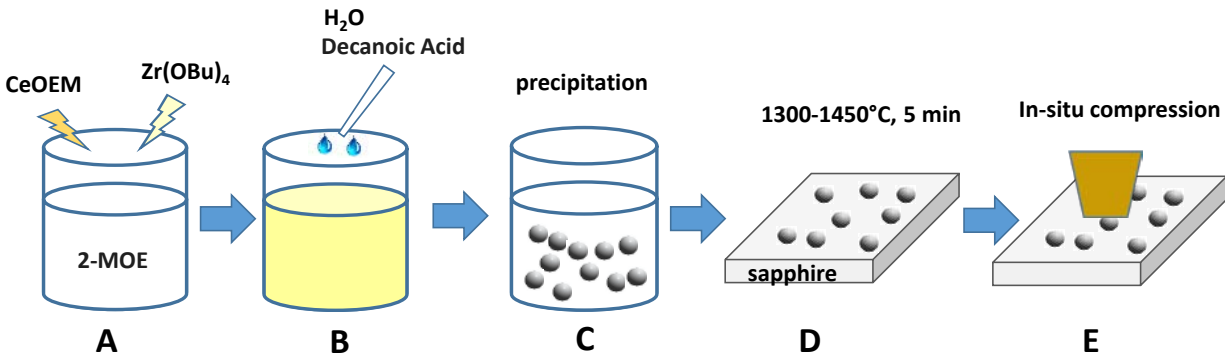 CeOEM
Zr(OBu)₄
2-MOE
A
H₂O
Decanoic Acid
B
precipitation
C
1300-1450°C, 5 min
sapphire
D
In-situ compression
E